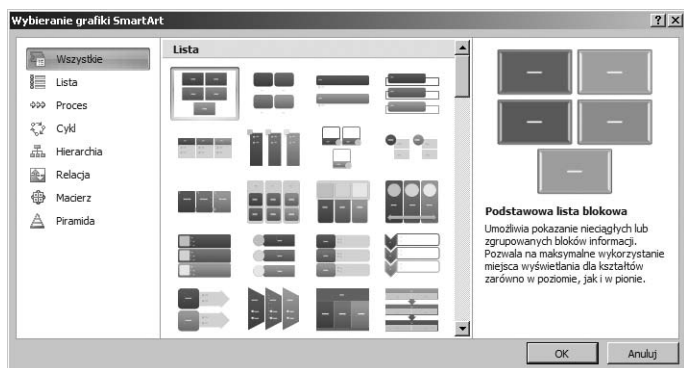 Wybieranie grafiki SmartArt
Wszystkie
Lista
Proces
Cykl
Hierarchia
Relacja
Macierz
Piramida
Lista
Podstawowa lista blokowa
Umożliwia pokazanie nieciągłych lub
zgrupowanych bloków informacji.
Pozwala na maksymalne wykorzystanie
miejsca wyświetlania dla kształtów
zarówno w poziomie, jak i w pionie.
OK
Anuluj